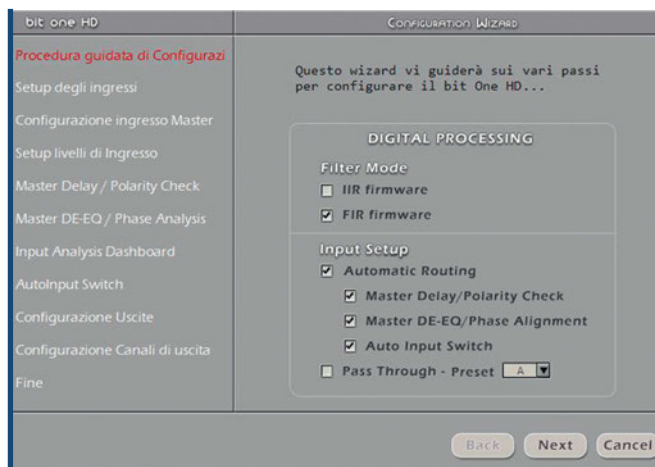 bit one HD
Configuration Wizard
Procedura guidata di Configurazi
Setup degli ingressi
Configurazione ingresso Master
Setup livelli di Ingresso
Master Delay / Polarity Check
Master DE-EQ / Phase Analysis
Input Analysis Dashboard
AutoInput Switch
Configurazione Uscite
Configurazione Canali di uscita
Fine
Questo wizard vi guiderà sui vari passi
per configurare il bit One HD...
DIGITAL PROCESSING
Filter Mode
IIR firmware
FIR firmware
Input Setup
Automatic Routing
Master Delay/Polarity Check
Master DE-EQ/Phase Alignment
Auto Input Switch
Pass Through - Preset A
Back Next Cancel